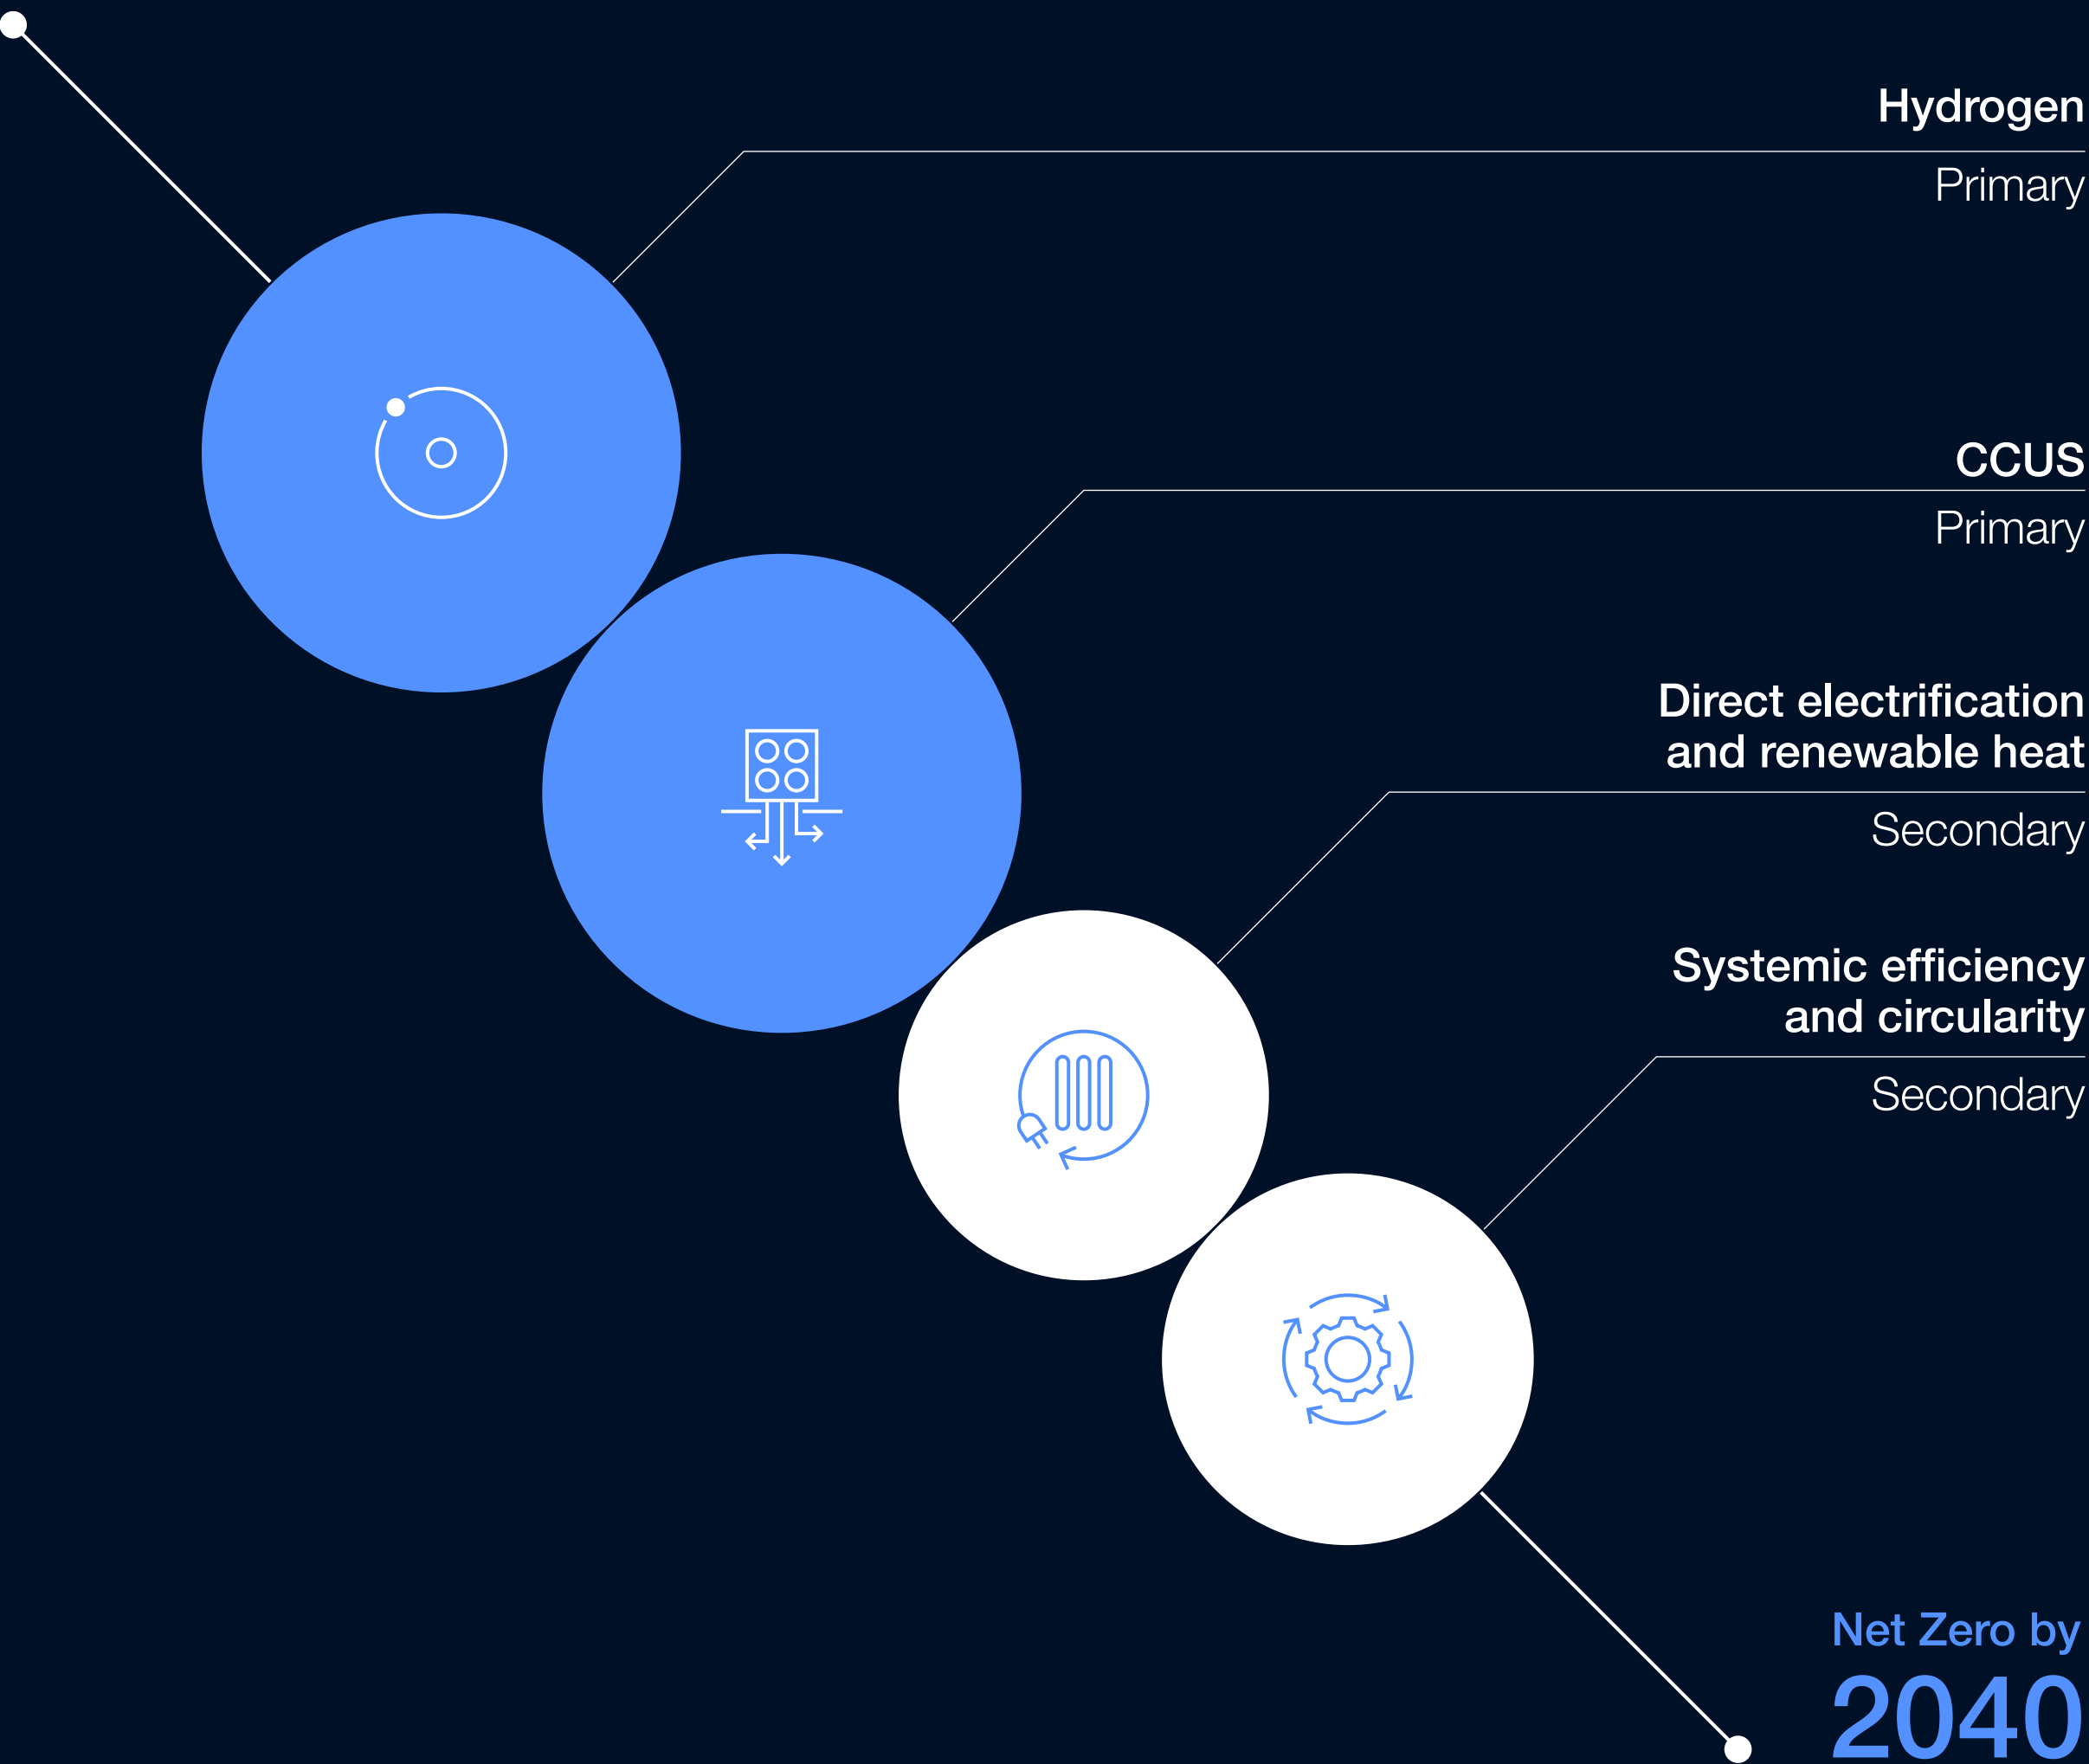 Hydrogen
Primary
CCUS
Primary
Direct electrification
and renewable heat
Secondary
Systemic efficiency
and circularity
Secondary
Net Zero by
2040